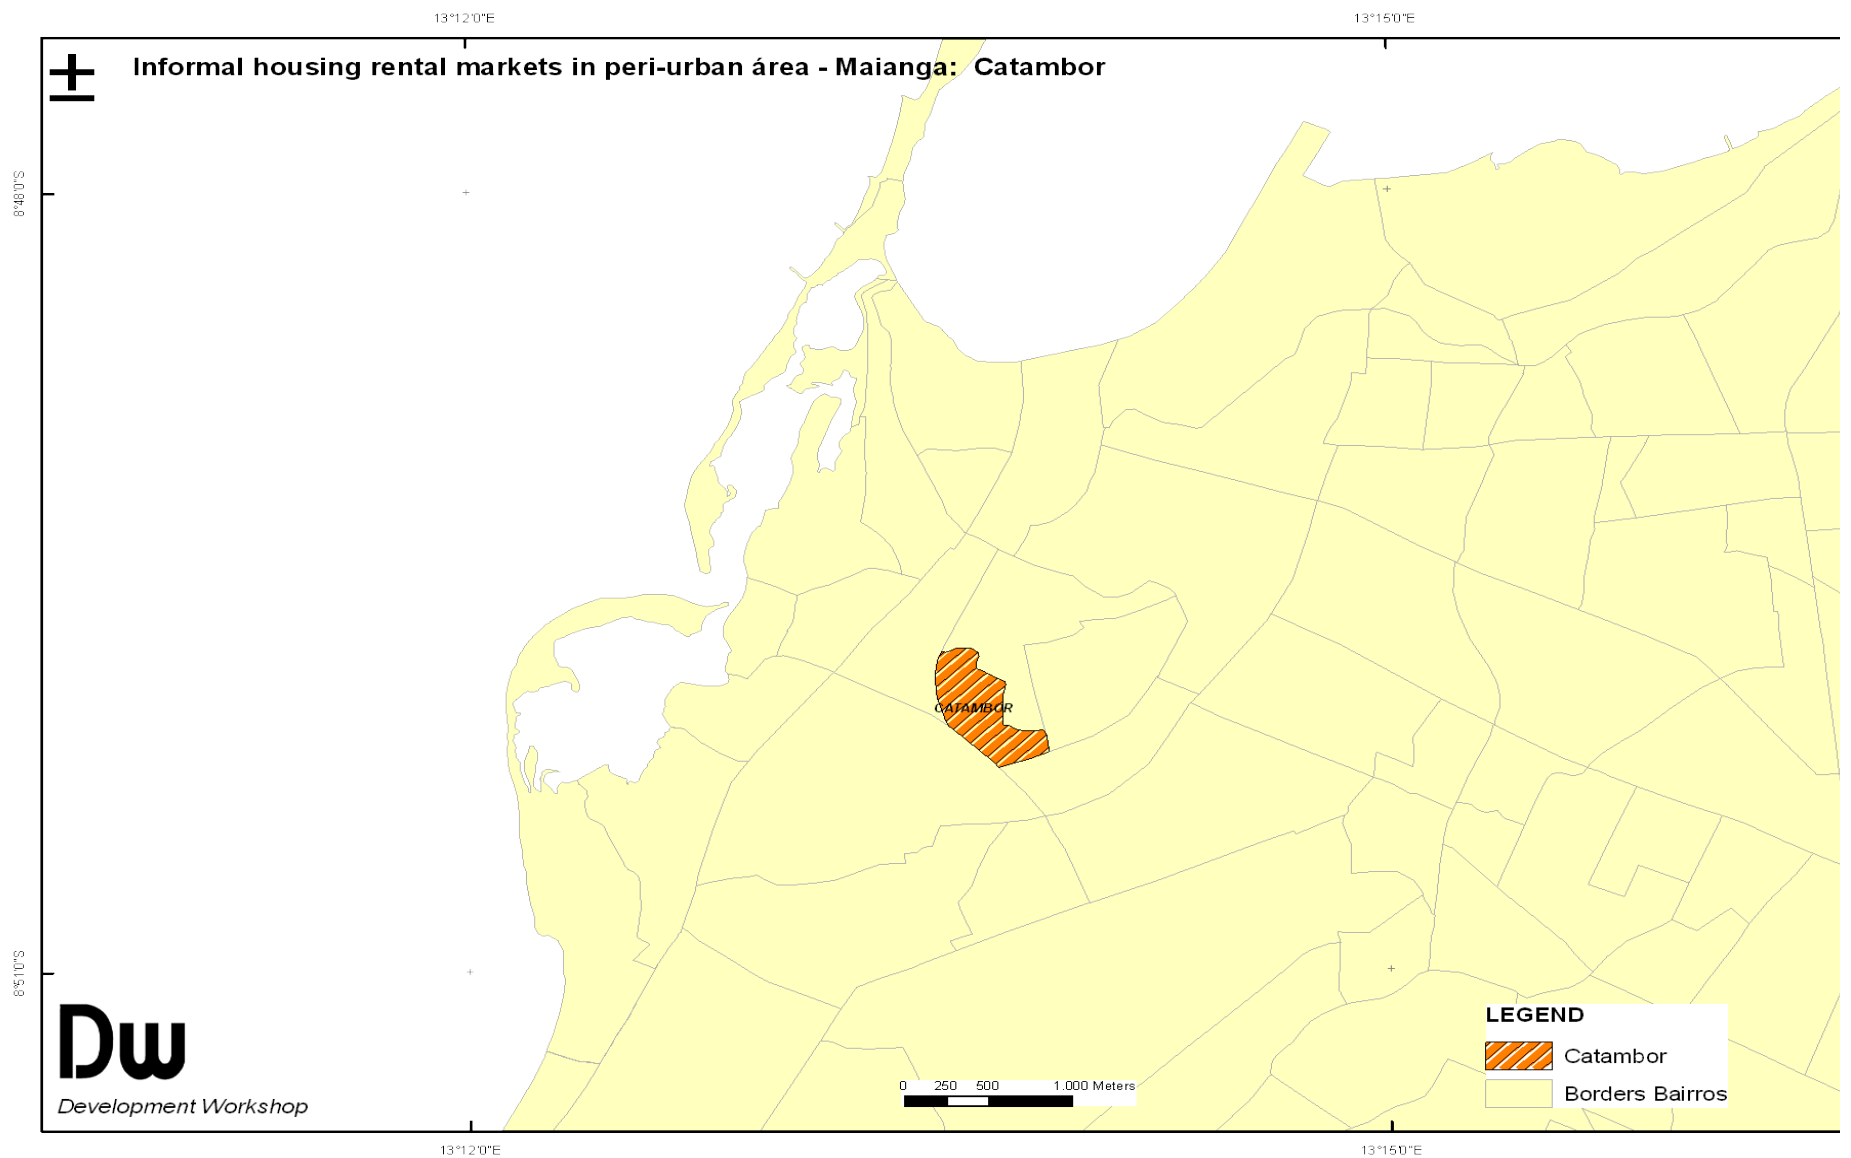 13°12'0"E
13°15'0"E
Informal housing rental markets in peri-urban área - Maianga:  Catambor
8°48'0"S
CATAMBOR
8°51'0"S
LEGEND
Catambor
Borders Bairros
Dw
Development Workshop
0 250 500 1.000 Meters
13°12'0"E
13°15'0"E